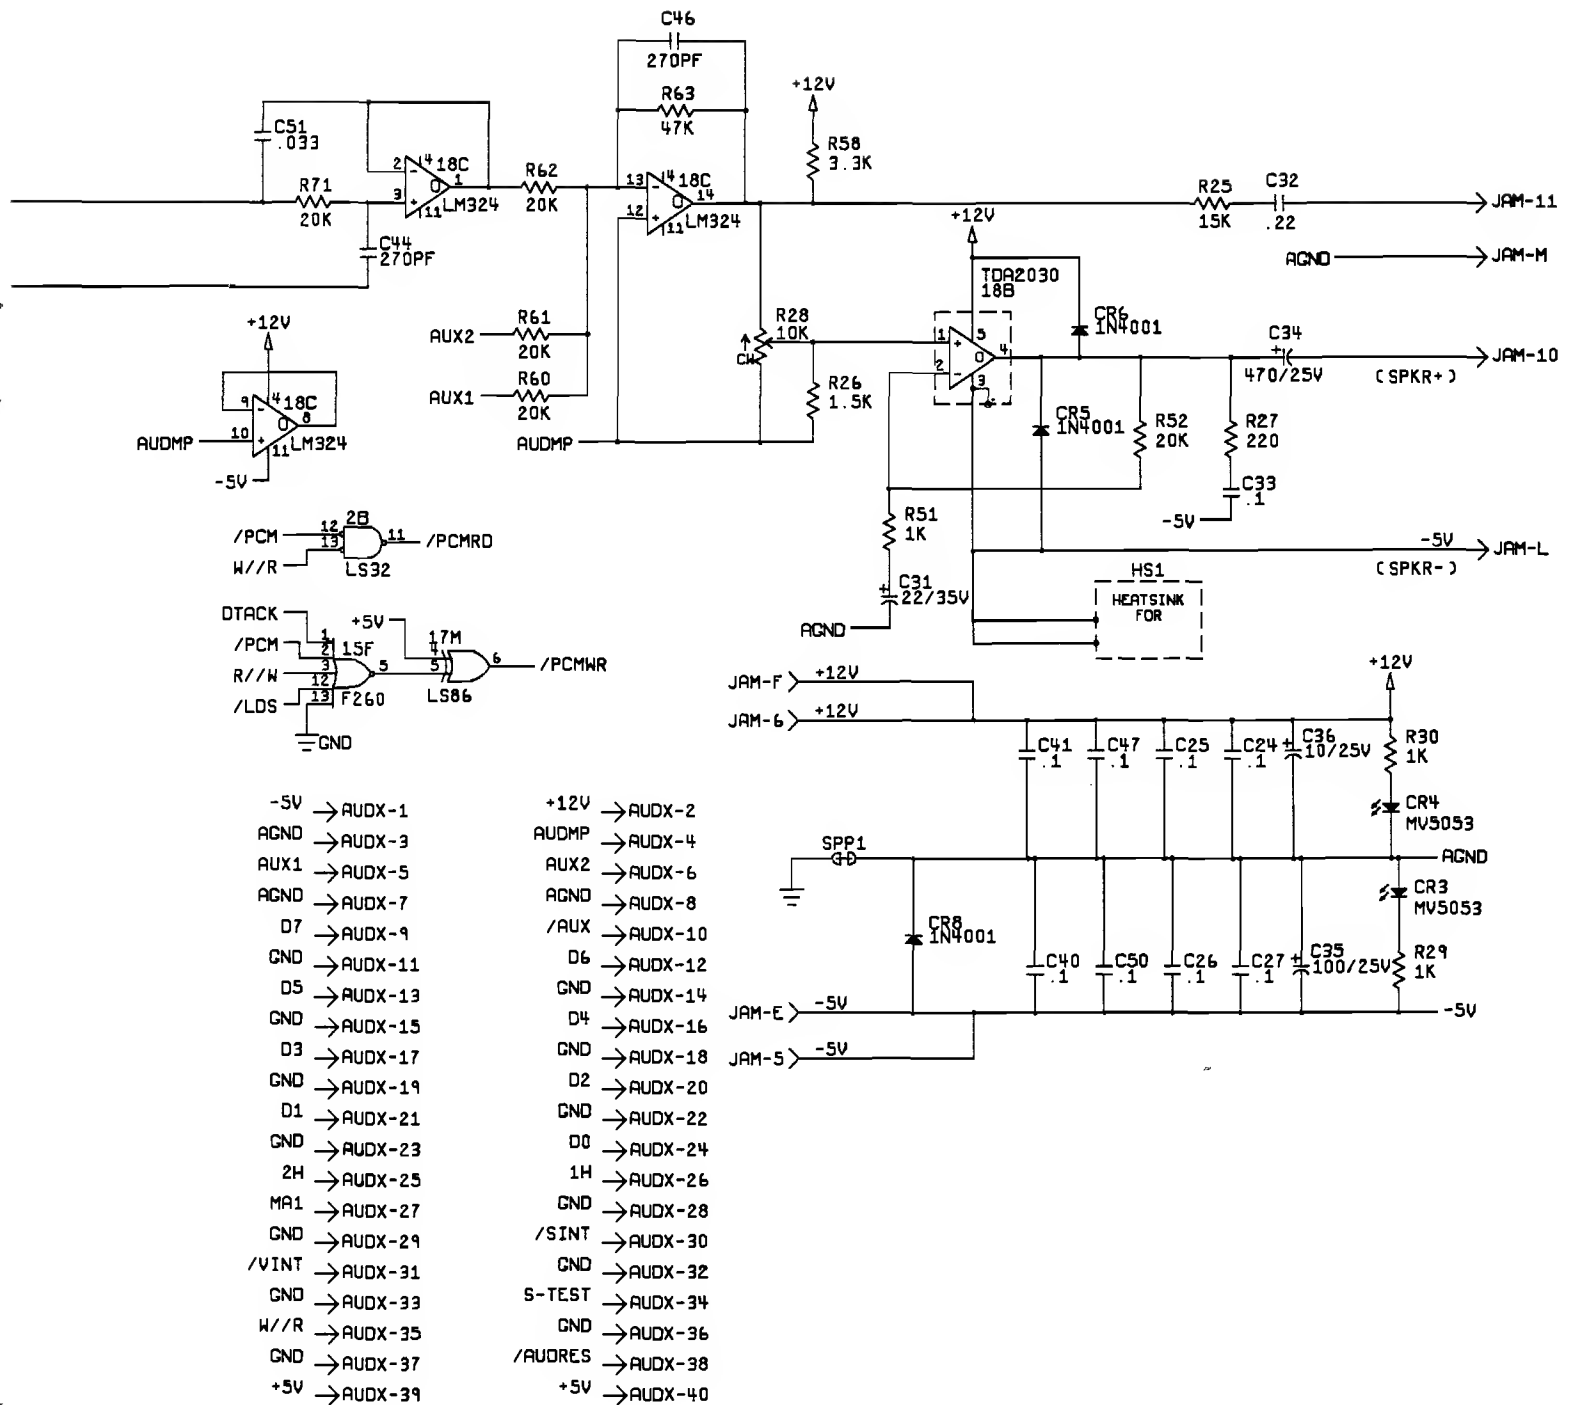 C46
270PF
R63
47K
+12V
R58
3.3K
C51
.033
2
4
18C
0
1
3
11
LM324
R71
20K
C44
270PF
R62
20K
13
4
18C
0
14
12
11
LM324
R25
15K
C32
.22
JAM-11
AGND
JAM-M
+12V
TDA2030
18B
1
5
0
4
2
3
CR6
1N4001
C34
+
470/25V
JAM-10
(SPKR+)
+12V
9
4
18C
0
8
AUDMP
10
11
LM324
-5V
AUX2
R61
20K
AUX1
R60
20K
AUDMP
R28
10K
CW
R26
1.5K
CR5
1N4001
R52
20K
R27
220
C33
.1
-5V
R51
1K
-5V
JAM-L
(SPKR-)
+
C31
22/35V
AGND
HS1
HEATSINK
FOR
/PCM
12
2B
11
/PCMRD
W//R
13
LS32
DTACK
1
/PCM
2
15F
R//W
3
5
/LDS
12
13
F260
GND
+5V
17M
4
6
/PCMWR
5
LS86
JAM-F
+12V
JAM-6
+12V
+12V
C41
.1
C47
.1
C25
.1
C24
.1
+
C36
10/25V
R30
1K
CR4
MV5053
SPP1
AGND
CR3
MV5053
CR8
1N4001
C40
.1
C50
.1
C26
.1
C27
.1
+
C35
100/25V
R29
1K
JAM-E
-5V
-5V
JAM-5
-5V
-5V AUDX-1 +12V AUDX-2
AGND AUDX-3 AUDMP AUDX-4
AUX1 AUDX-5 AUX2 AUDX-6
AGND AUDX-7 AGND AUDX-8
D7 AUDX-9 /AUX AUDX-10
GND AUDX-11 D6 AUDX-12
D5 AUDX-13 GND AUDX-14
GND AUDX-15 D4 AUDX-16
D3 AUDX-17 GND AUDX-18
GND AUDX-19 D2 AUDX-20
D1 AUDX-21 GND AUDX-22
GND AUDX-23 D0 AUDX-24
2H AUDX-25 1H AUDX-26
MA1 AUDX-27 GND AUDX-28
GND AUDX-29 /SINT AUDX-30
/VINT AUDX-31 GND AUDX-32
GND AUDX-33 S-TEST AUDX-34
W//R AUDX-35 GND AUDX-36
GND AUDX-37 /AUDRES AUDX-38
+5V AUDX-39 +5V AUDX-40